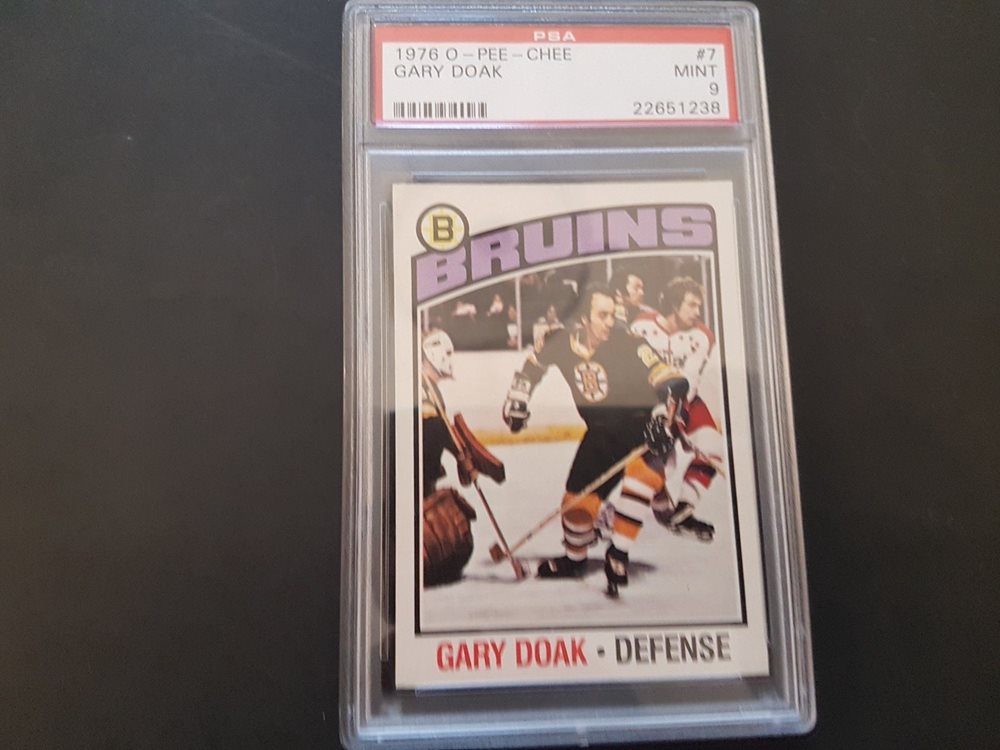 PSA
1976 O-PEE-CHEE #7
GARY DOAK MINT
9
22651238
B
BRUINS
B
GARY DOAK • DEFENSE